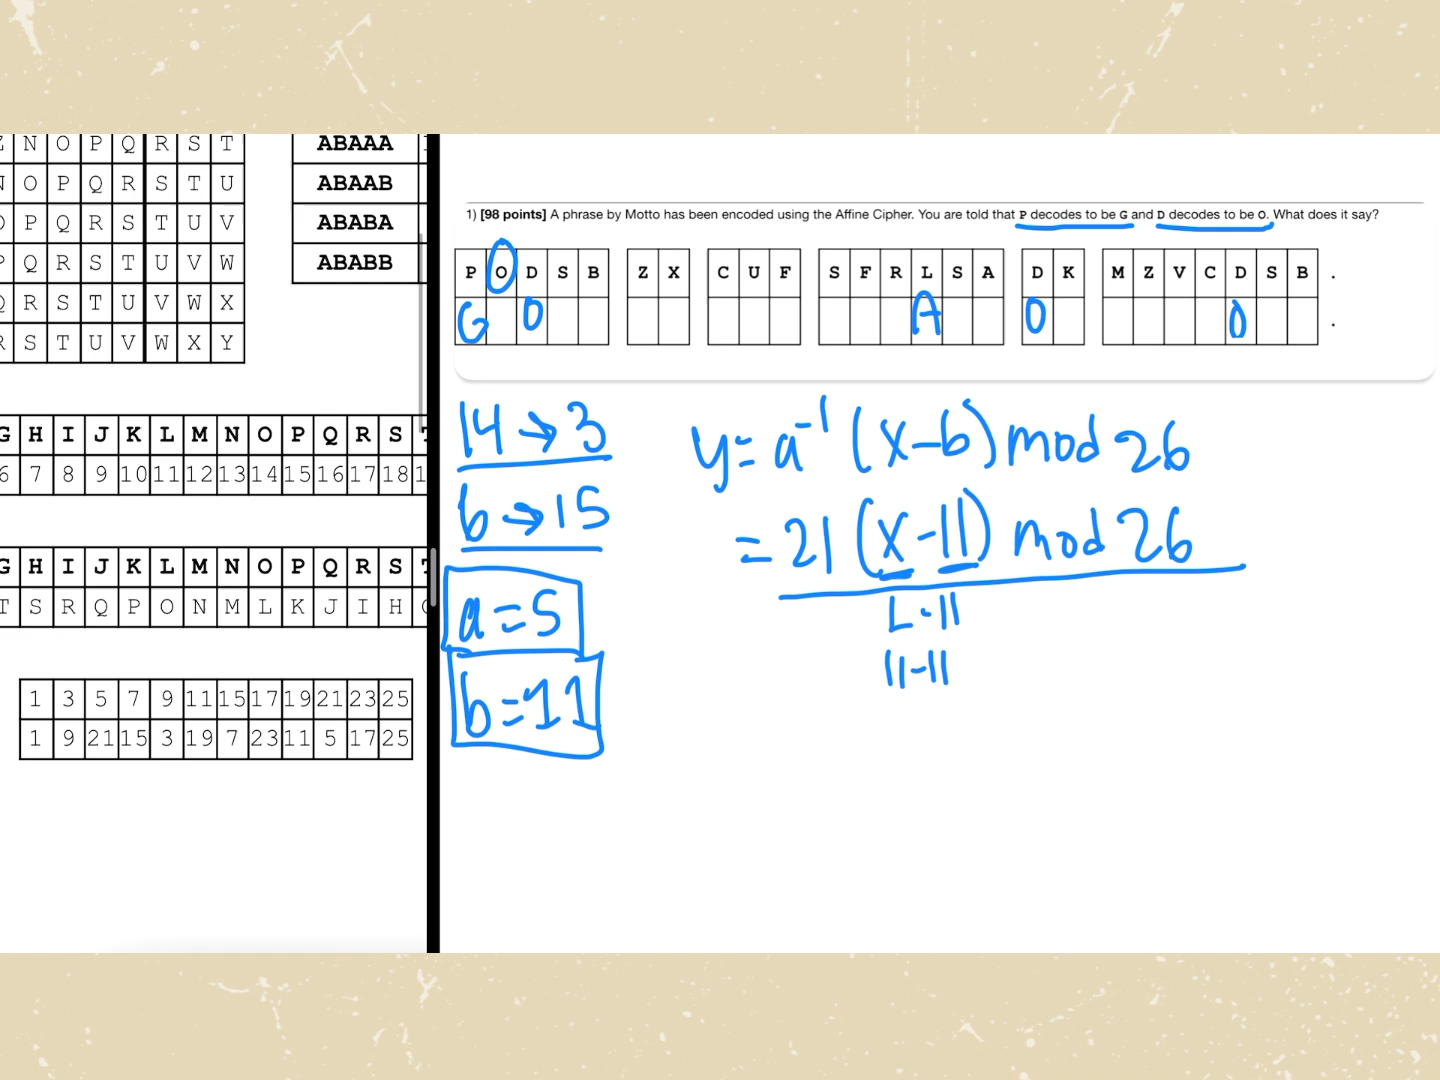 N O P Q R S T
O P Q R S T U
P Q R S T U V
Q R S T U V W
R S T U V W X
S T U V W X Y
ABAAA
ABAAB
ABABA
ABABB
G H I J K L M N O P Q R S
6 7 8 9 10 11 12 13 14 15 16 17 18 1
G H I J K L M N O P Q R S
T S R Q P O N M L K J I H
1 3 5 7 9 11 15 17 19 21 23 25
1 9 21 15 3 19 7 23 11 5 17 25
1) [98 points] A phrase by Motto has been encoded using the Affine Cipher. You are told that P decodes to be G and D decodes to be O. What does it say?
P O D S B Z X C U F S F R L S A D K M Z V C D S B .
G O A O O .
14 → 3
6 → 15
a = 5
b = 11
y = a⁻¹ (x - b) mod 26
= 21 (x - 11) mod 26
L - 11
11 - 11